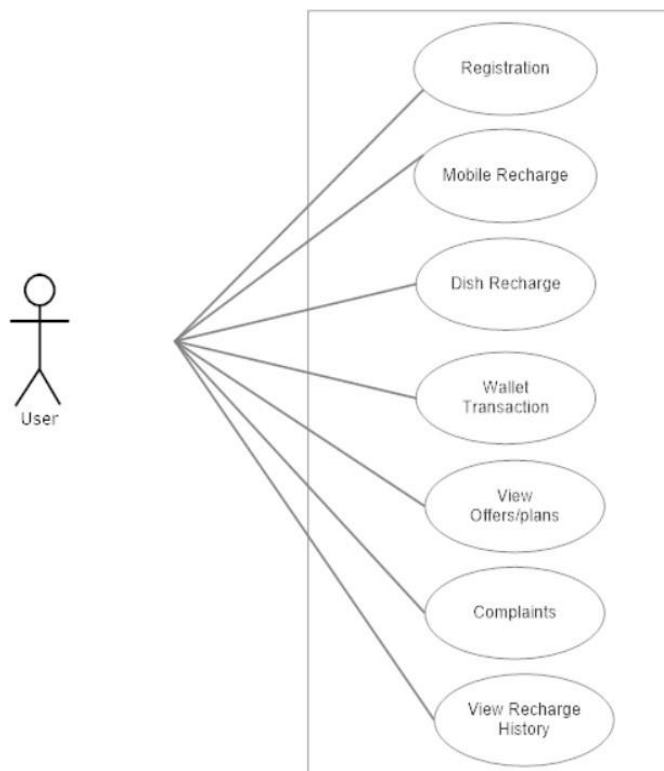 Registration
Mobile Recharge
Dish Recharge
User
Wallet
Transaction
View
Offers/plans
Complaints
View Recharge
History